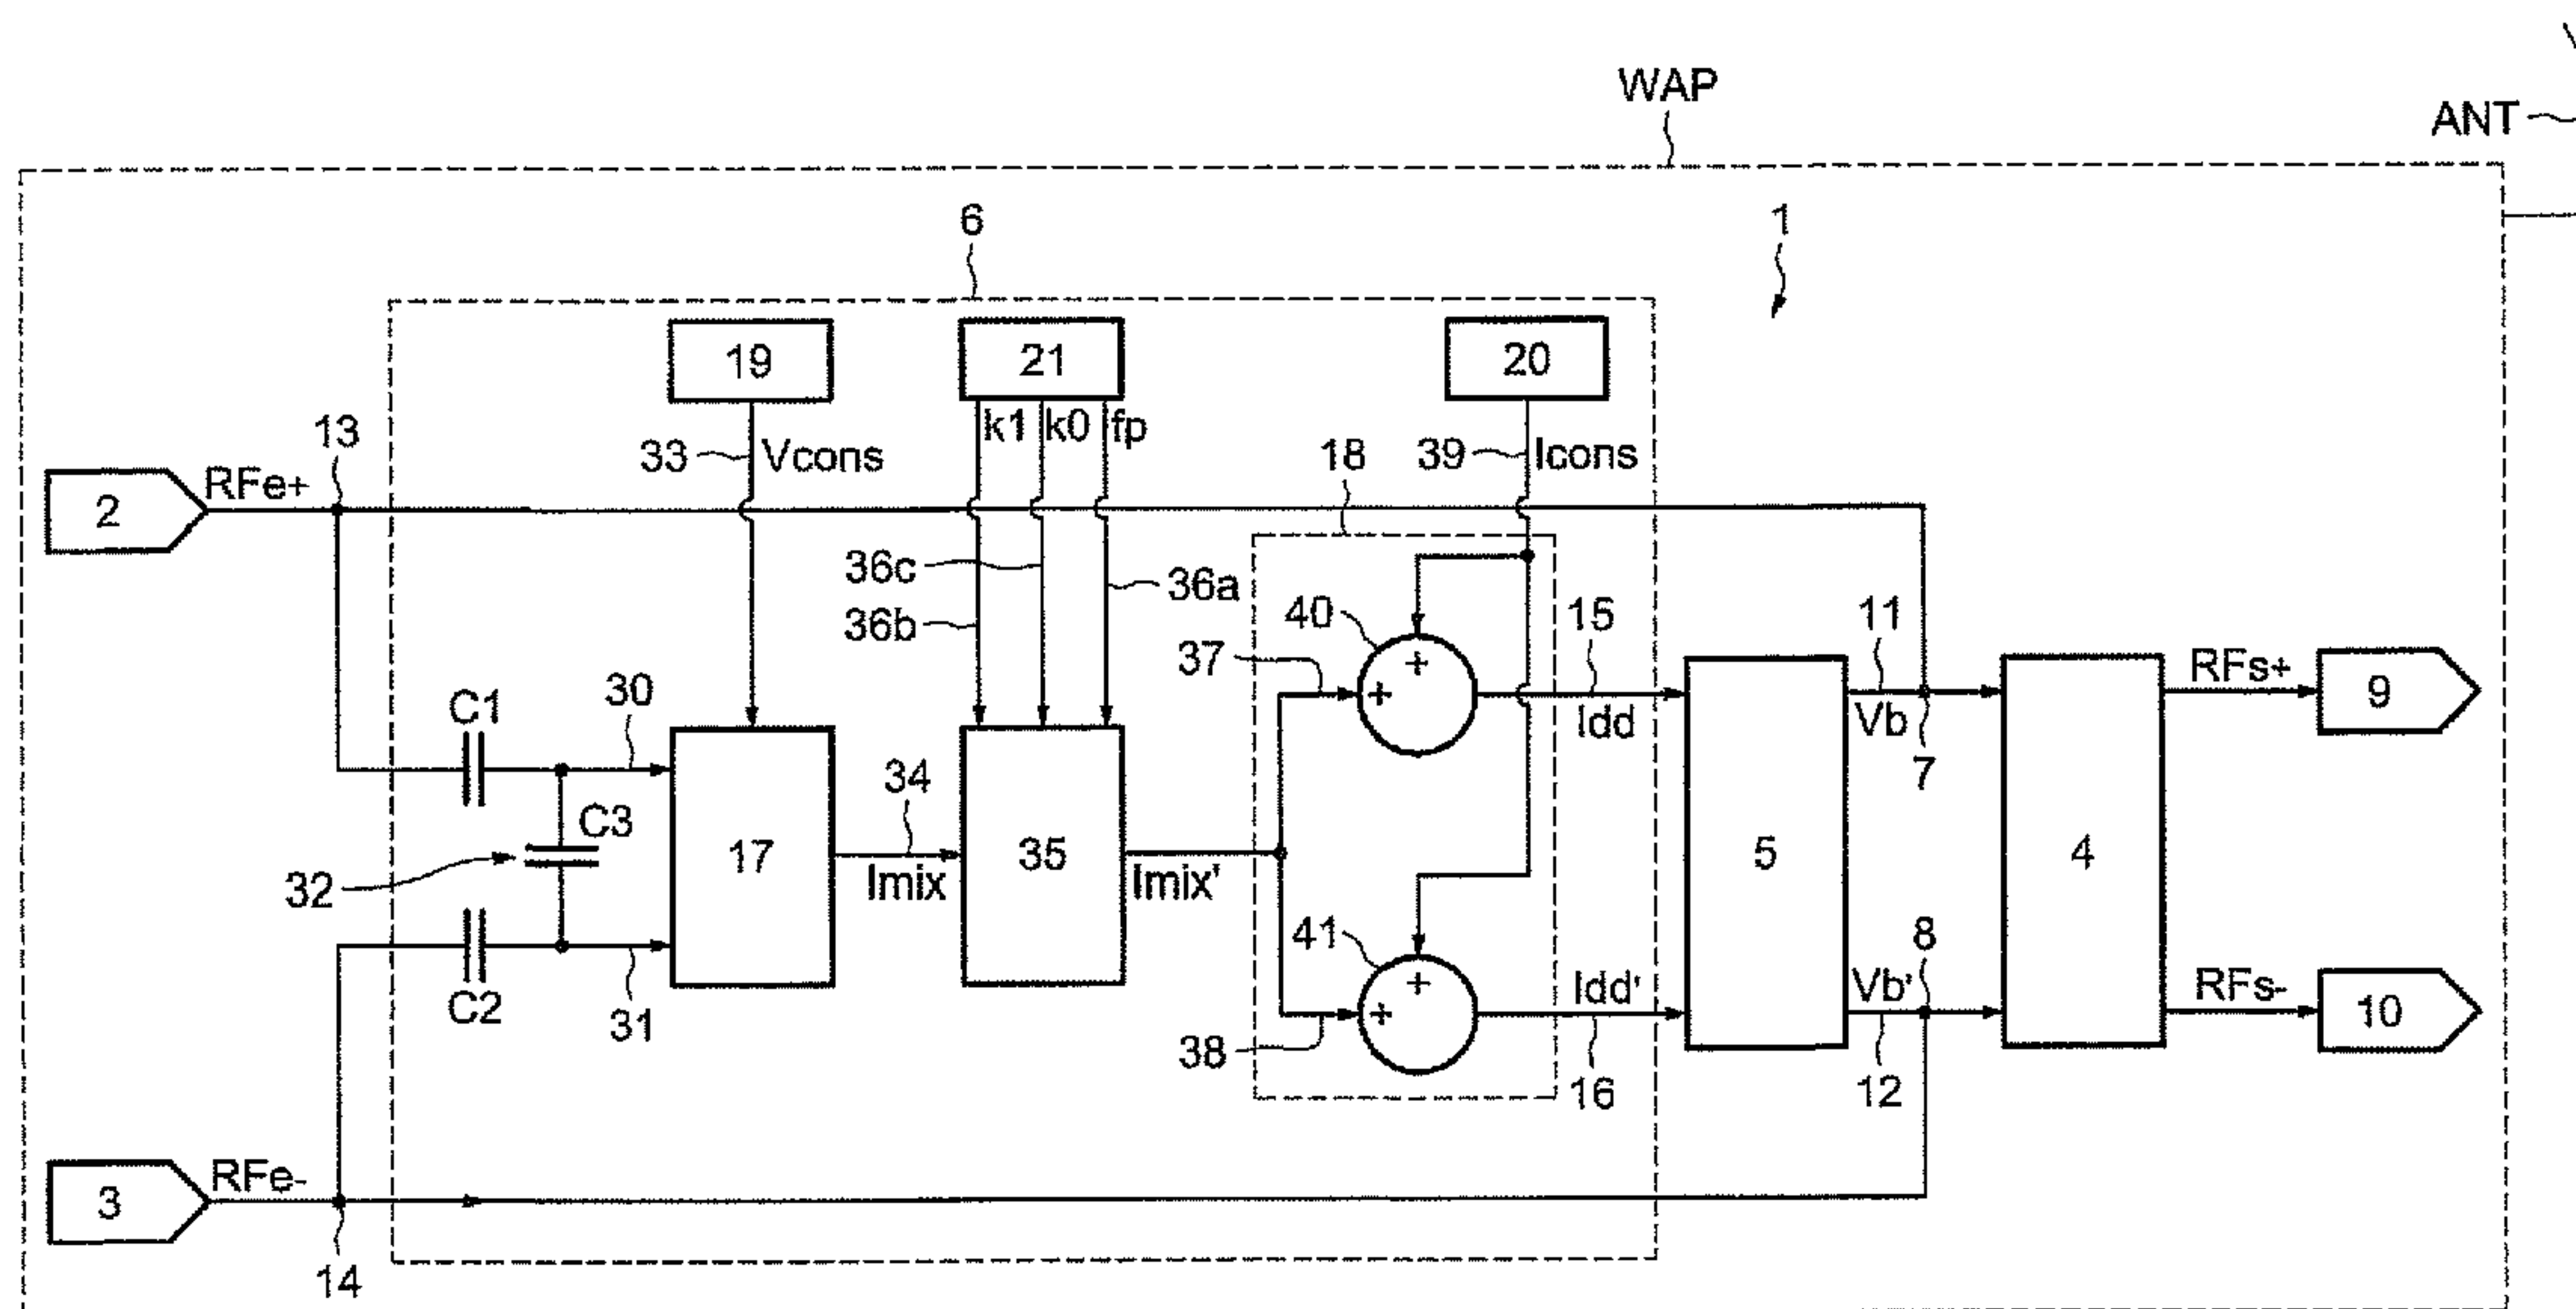 WAP
ANT
6
1
19
21
20
k1 k0 fp
13
33 Vcons
18
39 Icons
2
RFe+
36c
36a
36b
40
15
11
37
+
+
Idd
Vb
7
RFs+
9
C1
30
C3
32
17
34
Imix
35
Imix'
5
4
41
8
C2
31
+
+
Idd'
Vb'
RFs-
10
38
16
12
3
RFe-
14